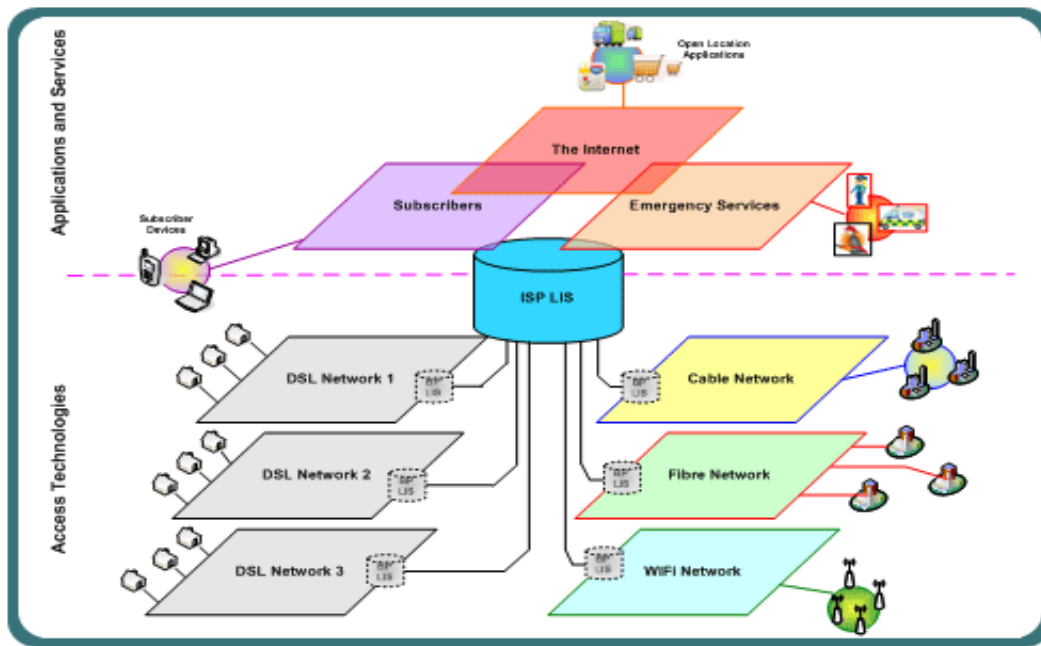 Applications and Services
Open Location
Applications
The Internet
Subscribers
Emergency Services
Subscriber
Devices
ISP LIS
Access Technologies
DSL Network 1
LIS
Cable Network
LIS
DSL Network 2
LIS
Fibre Network
LIS
DSL Network 3
LIS
WiFi Network
LIS